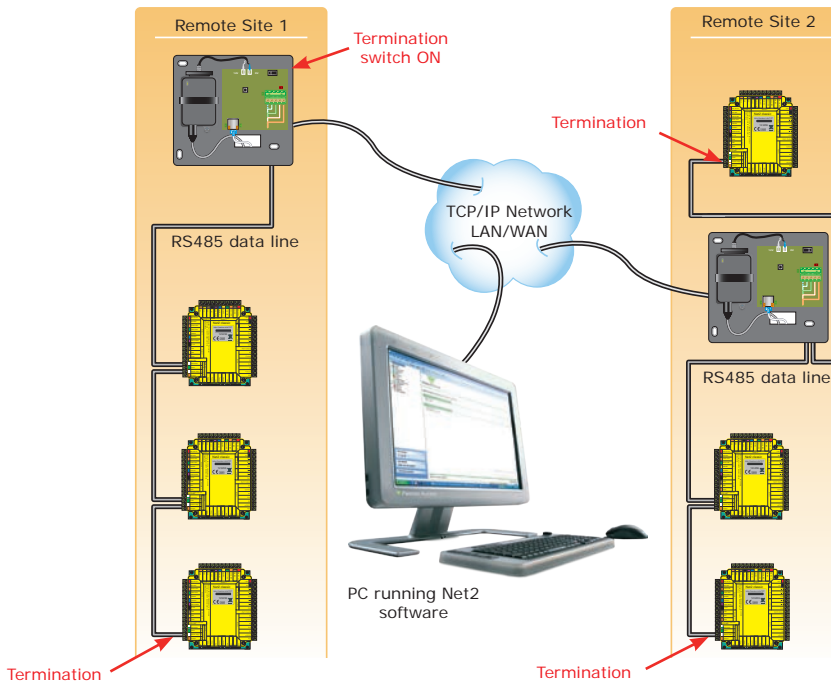 Remote Site 1
Remote Site 2
Termination
switch ON
Termination
TCP/IP Network
LAN/WAN
RS485 data line
RS485 data line
PC running Net2
software
Termination
Termination